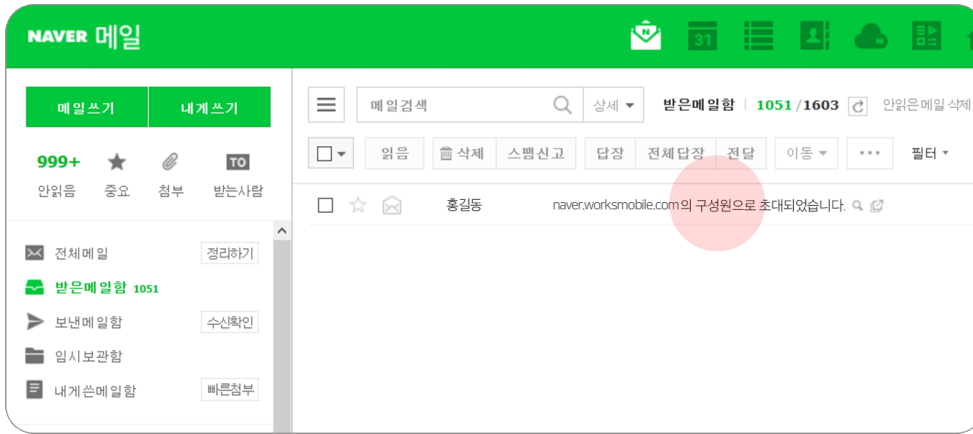 NAVER 메일
31
N
메일쓰기
내게쓰기
메일검색
상세
받은메일함 1051/1603
안읽은메일 삭제
읽음
삭제
스팸신고
답장
전체답장
전달
이동
필터
999+
TO
안읽음
중요
첨부
받는사람
홍길동
naver.worksmobile.com의 구성원으로 초대되었습니다.
전체메일
정리하기
받은메일함 1051
보낸메일함
수신확인
임시보관함
내게쓴메일함
빠른첨부